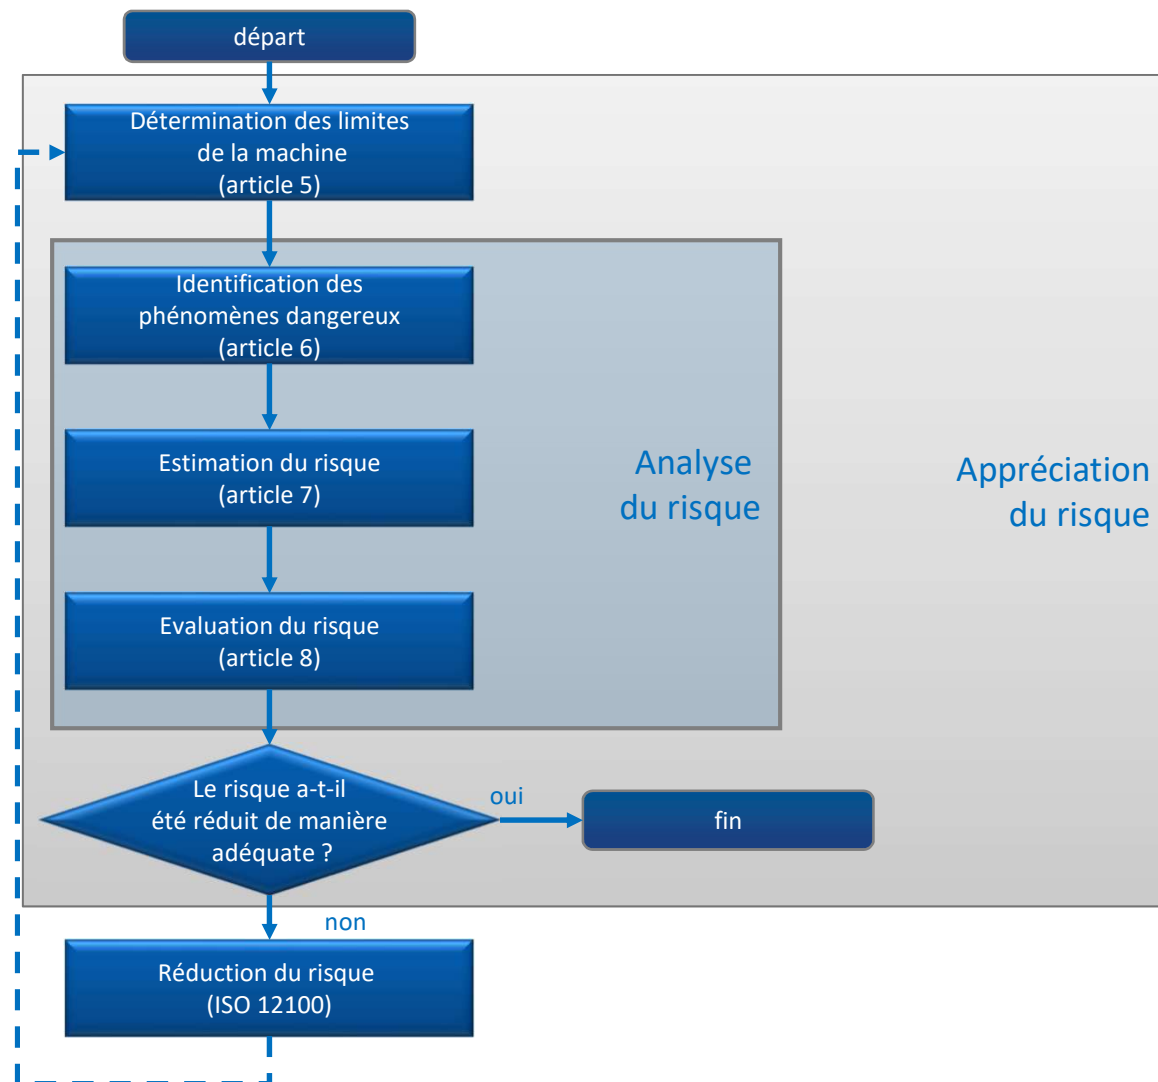 départ
Détermination des limites
de la machine
(article 5)
Identification des
phénomènes dangereux
(article 6)
Estimation du risque
(article 7)
Analyse
du risque
Appréciation
du risque
Evaluation du risque
(article 8)
Le risque a-t-il
été réduit de manière
adéquate ?
oui
fin
non
Réduction du risque
(ISO 12100)